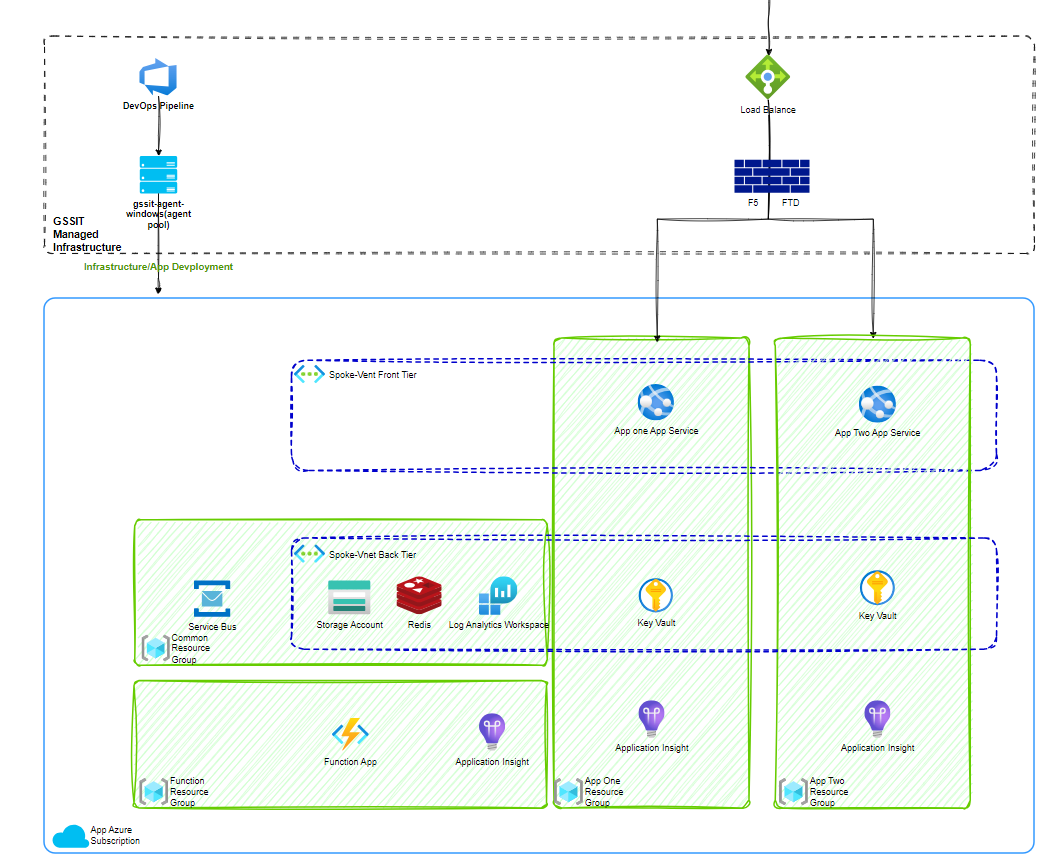 DevOps Pipeline
Load Balance
gssit-agent-
windows(agent
pool)
F5
FTD
GSSIT
Managed
Infrastructure
Infrastructure/App Devployment
Spoke-Vent Front Tier
App one App Service
App Two App Service
Spoke-Vnet Back Tier
Service Bus
Storage Account
Redis
Log Analytics Workspace
Key Vault
Key Vault
Common
Resource
Group
Function App
Application Insight
Application Insight
Application Insight
Function
Resource
Group
App One
Resource
Group
App Two
Resource
Group
App Azure
Subscription